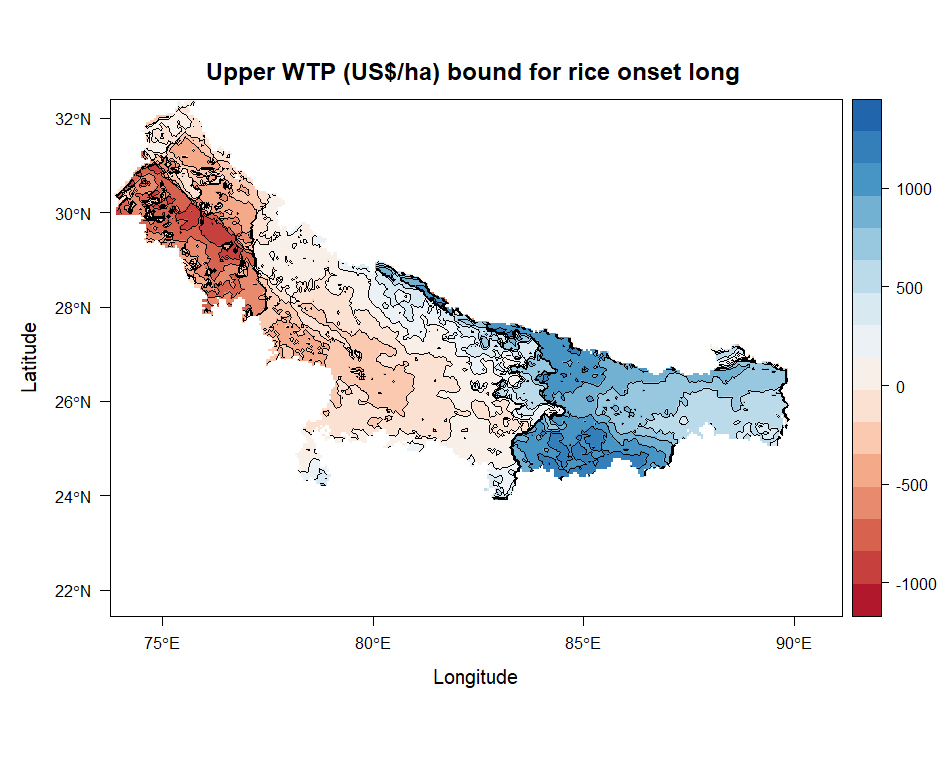 Upper WTP (US$/ha) bound for rice onset long
32°N
30°N
28°N
26°N
24°N
22°N
Latitude
75°E
80°E
85°E
90°E
Longitude
1000
500
0
-500
-1000